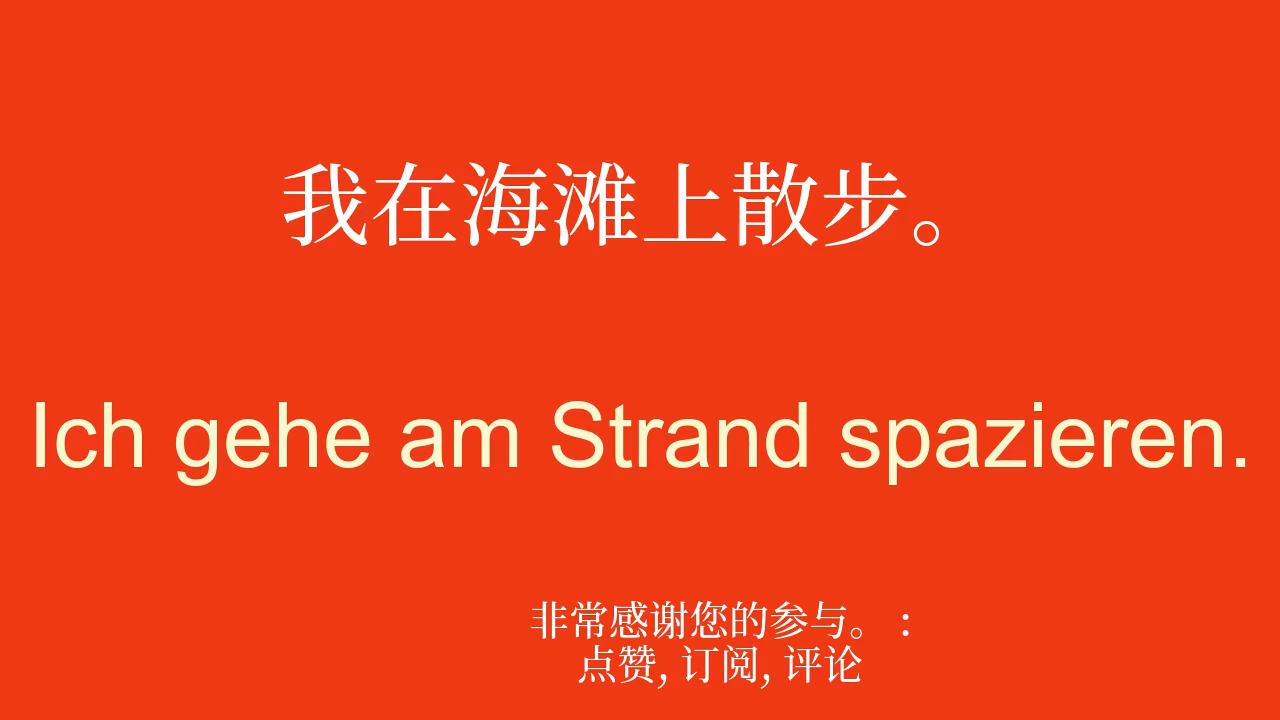 我在海滩上散步。
Ich gehe am Strand spazieren.
非常感谢您的参与。 :
点赞, 订阅, 评论